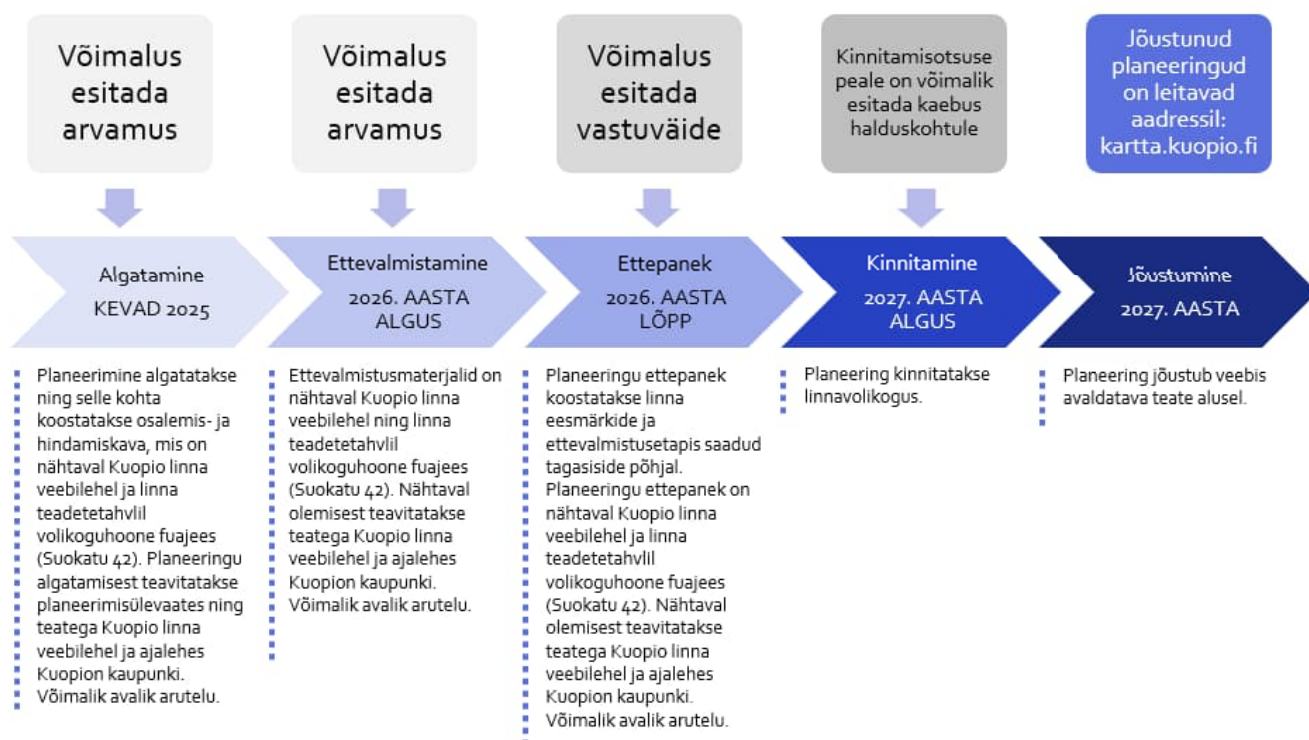 Võimalus
esitada
arvamus
Võimalus
esitada
arvamus
Võimalus
esitada
vastuväide
Kinnitamisotsuse
peale on võimalik
esitada kaebus
halduskohtule
Jõustunud
planeeringud
on leitavad
aadressil:
kartta.kuopio.fi
Algatamine
KEVAD 2025
Ettevalmistamine
2026. AASTA
ALGUS
Ettepanek
2026. AASTA
LÕPP
Kinnitamine
2027. AASTA
ALGUS
Jõustumine
2027. AASTA
Planeerimine algatatakse
ning selle kohta
koostatakse osalemis- ja
hindamiskava, mis on
nähtaval Kuopio linna
veebilehel ja linna
teadetetahvlil
volikoguhoone fuajees
(Suokatu 42). Planeeringu
algatamisest teavitatakse
planeerimisülevaates ning
teatega Kuopio linna
veebilehel ja ajalehes
Kuopion kaupunki.
Võimalik avalik arutelu.
Ettevalmistusmaterjalid on
nähtaval Kuopio linna
veebilehel ning linna
teadetetahvlil
volikoguhoone fuajees
(Suokatu 42). Nähtaval
olemisest teavitatakse
teatega Kuopio linna
veebilehel ja ajalehes
Kuopion kaupunki.
Võimalik avalik arutelu.
Planeeringu ettepanek
koostatakse linna
eesmärkide ja
ettevalmistusetapis saadud
tagasiside põhjal.
Planeeringu ettepanek on
nähtaval Kuopio linna
veebilehel ja linna
teadetetahvlil
volikoguhoone fuajees
(Suokatu 42). Nähtaval
olemisest teavitatakse
teatega Kuopio linna
veebilehel ja ajalehes
Kuopion kaupunki.
Võimalik avalik arutelu.
Planeering kinnitatakse
linnavolikogus.
Planeering jõustub veebis
avaldatava teate alusel.